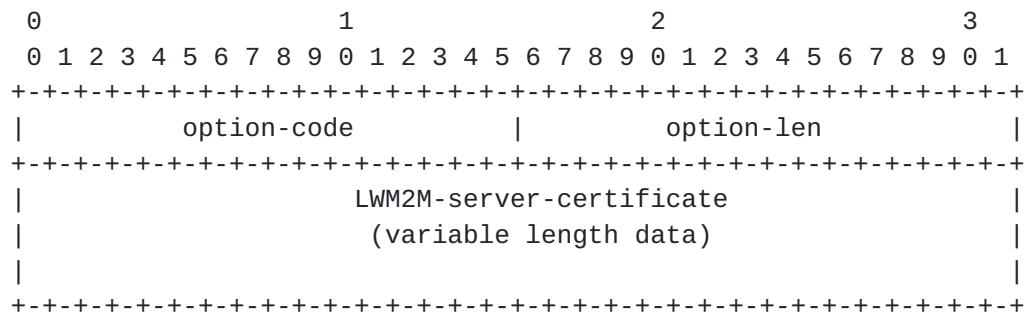 0                   1                   2                   3
 0 1 2 3 4 5 6 7 8 9 0 1 2 3 4 5 6 7 8 9 0 1 2 3 4 5 6 7 8 9 0 1
+-+-+-+-+-+-+-+-+-+-+-+-+-+-+-+-+-+-+-+-+-+-+-+-+-+-+-+-+-+-+-+-+
|          option-code          |         option-len            |
+-+-+-+-+-+-+-+-+-+-+-+-+-+-+-+-+-+-+-+-+-+-+-+-+-+-+-+-+-+-+-+-+
|                     LWM2M-server-certificate                  |
|                      (variable length data)                   |
|                                                               |
+-+-+-+-+-+-+-+-+-+-+-+-+-+-+-+-+-+-+-+-+-+-+-+-+-+-+-+-+-+-+-+-+